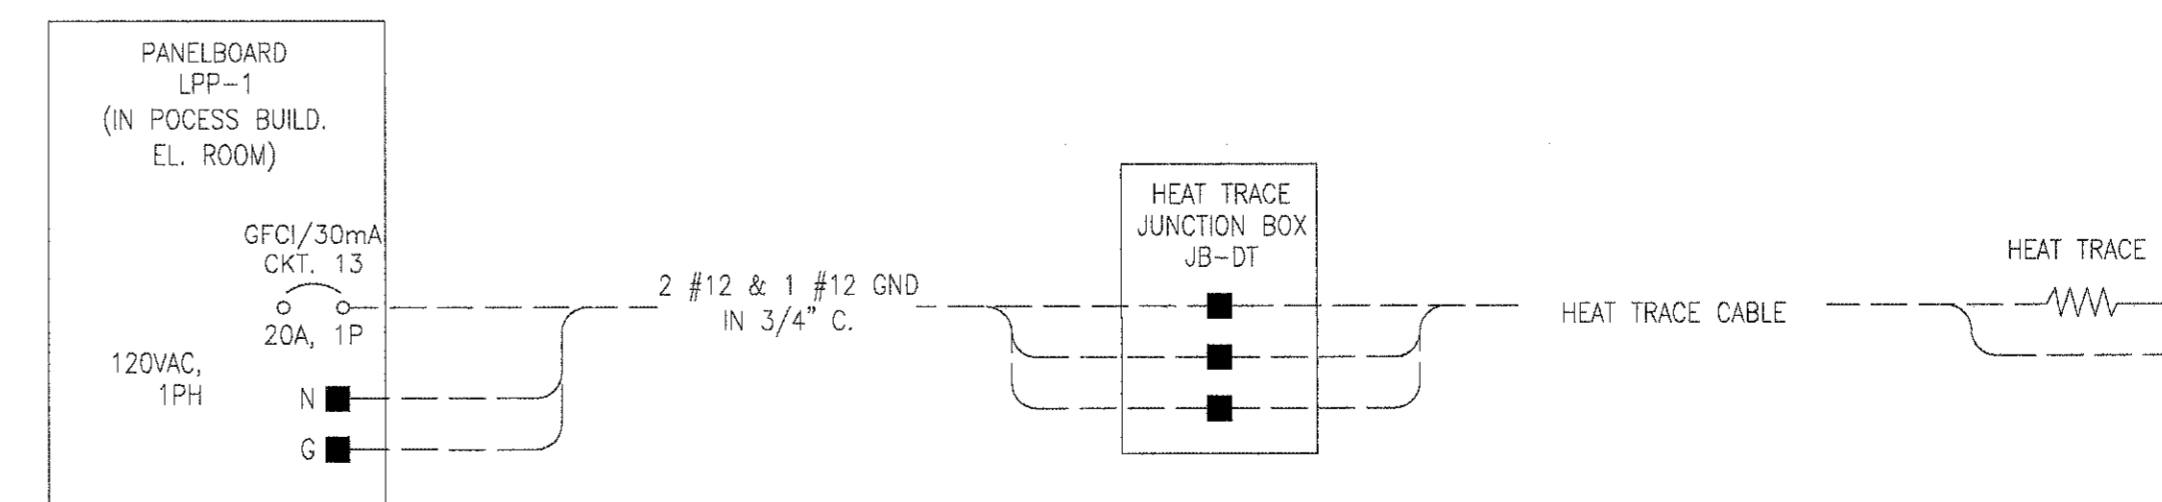 PANELBOARD
LPP-1
(IN POCESS BUILD.
EL. ROOM)
GFCI/30mA
CKT. 13
20A, 1P
120VAC,
1PH
N
G
2 #12 & 1 #12 GND
IN 3/4" C.
HEAT TRACE
JUNCTION BOX
JB-DT
HEAT TRACE CABLE
HEAT TRACE